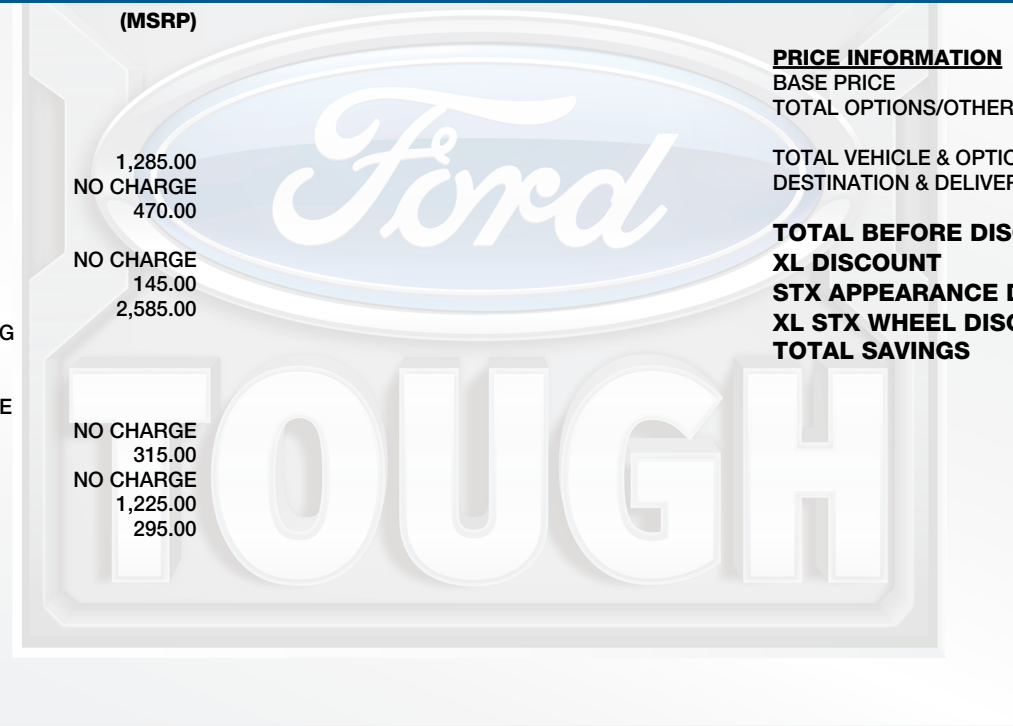 (MSRP)
1,285.00
NO CHARGE
470.00
NO CHARGE
145.00
2,585.00
G
E
NO CHARGE
315.00
NO CHARGE
1,225.00
295.00
Ford
TOUGH
PRICE INFORMATION
BASE PRICE
TOTAL OPTIONS/OTHER
TOTAL VEHICLE & OPTIO
DESTINATION & DELIVER
TOTAL BEFORE DISC
XL DISCOUNT
STX APPEARANCE D
XL STX WHEEL DISC
TOTAL SAVINGS